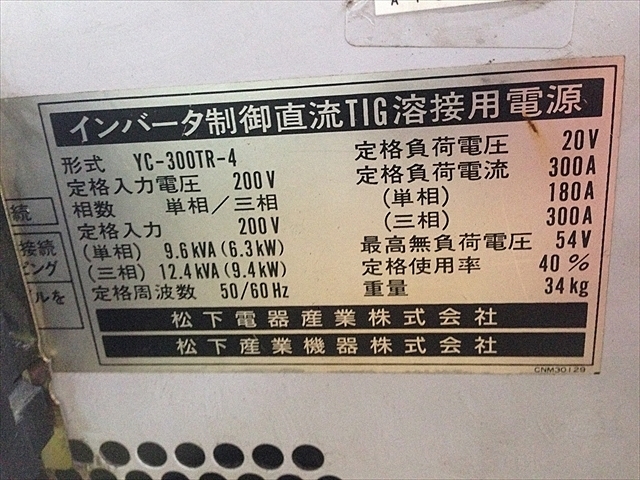 インバータ制御直流TIG溶接用電源
形式 YC-300TR-4
定格入力電圧 200V
相数 単相／三相
定格入力 200V
(単相) 9.6kVA (6.3kW)
(三相) 12.4kVA (9.4kW)
定格周波数 50/60Hz
定格負荷電圧 20V
定格負荷電流 300A
(単相) 180A
(三相) 300A
最高無負荷電圧 54V
定格使用率 40%
重量 34kg
松下電器産業株式会社
松下産業機器株式会社
CNM30129
続
接続
ルを